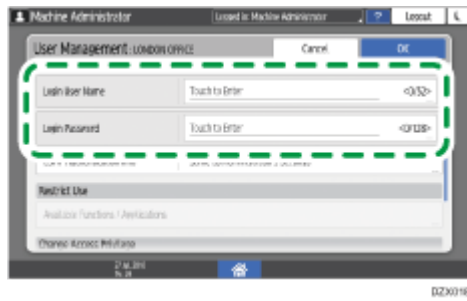 Machine Administrator Logged in: Machine Administrator ? Logout
User Management: LONDON OFFICE Cancel OK
Login User Name Touch to Enter <0/32>
Login Password Touch to Enter <0/128>
Restrict Use
Available Functions / Applications
Change Access Privilege
DZX019